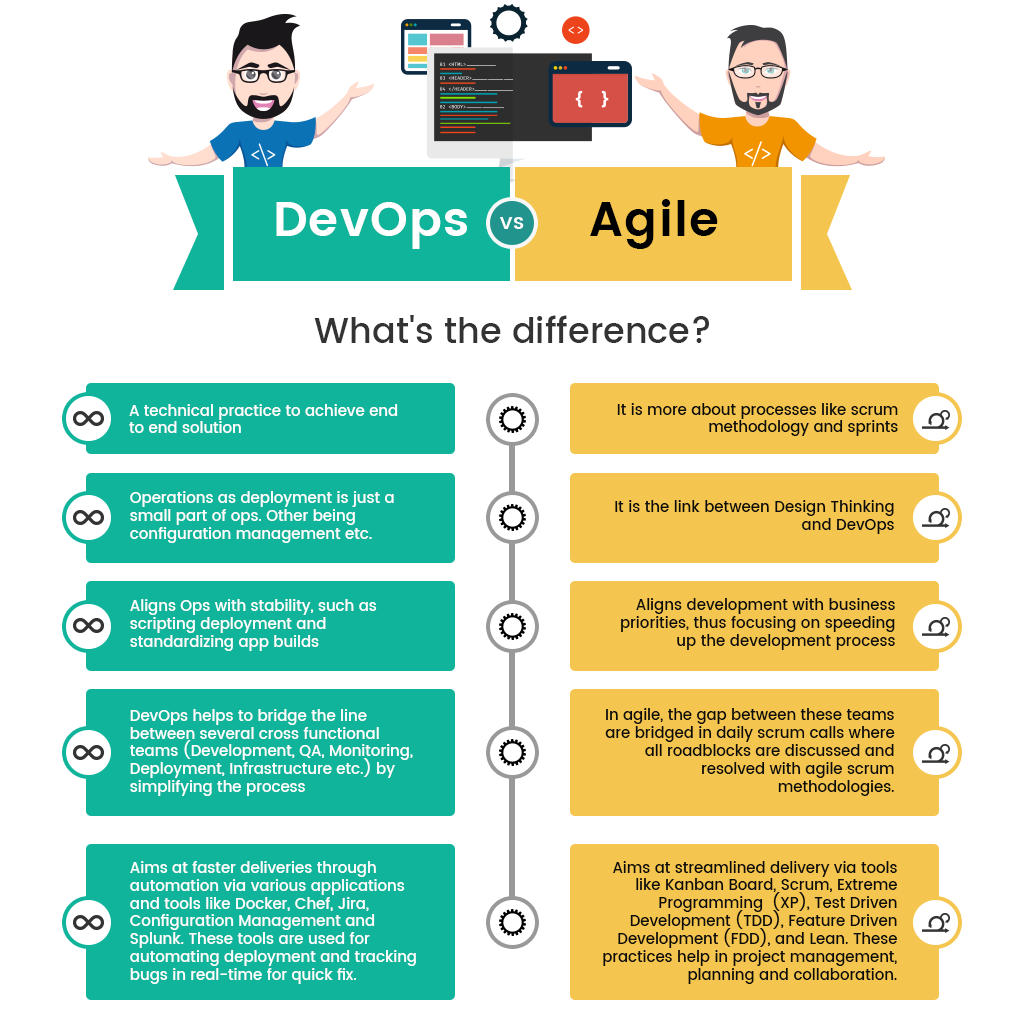 01 <HTML>
03 <HEADER>
04 </HEADER>
02 <BODY>
{ }
<>
</>
</>
DevOps
VS
Agile
What's the difference?
A technical practice to achieve end
to end solution
It is more about processes like scrum
methodology and sprints
Operations as deployment is just a
small part of ops. Other being
configuration management etc.
It is the link between Design Thinking
and DevOps
Aligns Ops with stability, such as
scripting deployment and
standardizing app builds
Aligns development with business
priorities, thus focusing on speeding
up the development process
DevOps helps to bridge the line
between several cross functional
teams (Development, QA, Monitoring,
Deployment, Infrastructure etc.) by
simplifying the process
In agile, the gap between these teams
are bridged in daily scrum calls where
all roadblocks are discussed and
resolved with agile scrum
methodologies.
Aims at faster deliveries through
automation via various applications
and tools like Docker, Chef, Jira,
Configuration Management and
Splunk. These tools are used for
automating deployment and tracking
bugs in real-time for quick fix.
Aims at streamlined delivery via tools
like Kanban Board, Scrum, Extreme
Programming (XP), Test Driven
Development (TDD), Feature Driven
Development (FDD), and Lean. These
practices help in project management,
planning and collaboration.